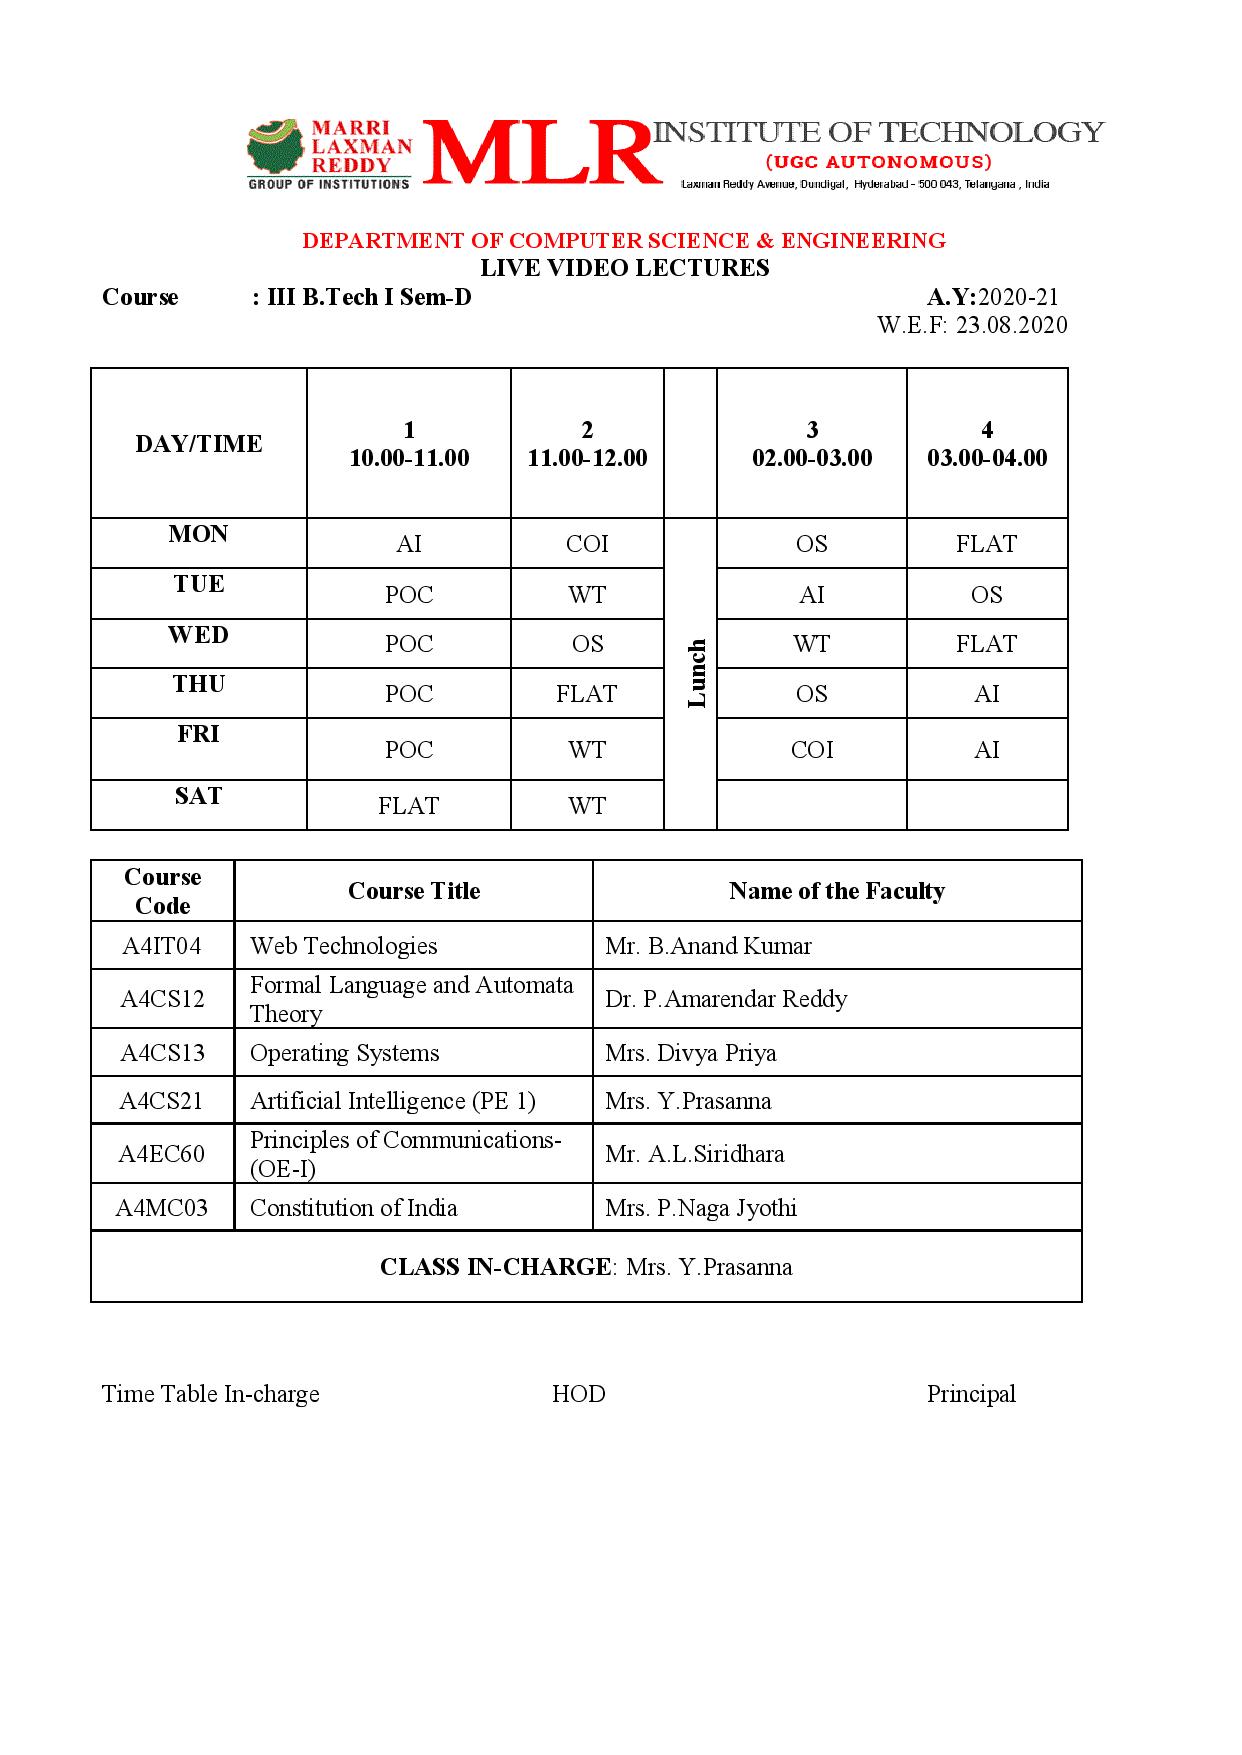 MARRI
LAXMAN
REDDY
GROUP OF INSTITUTIONS
MLR
INSTITUTE OF TECHNOLOGY
(UGC AUTONOMOUS)
Laxman Reddy Avenue, Dundigal, Hyderabad - 500 043, Telangana , India
DEPARTMENT OF COMPUTER SCIENCE & ENGINEERING
LIVE VIDEO LECTURES
Course : III B.Tech I Sem-D A.Y:2020-21
W.E.F: 23.08.2020
1 2 3 4
DAY/TIME
10.00-11.00 11.00-12.00 02.00-03.00 03.00-04.00
MON AI COI OS FLAT
TUE POC WT AI OS
WED POC OS WT FLAT
Lunch
THU POC FLAT OS AI
FRI POC WT COI AI
SAT FLAT WT
Course
Code
Course Title Name of the Faculty
A4IT04 Web Technologies Mr. B.Anand Kumar
A4CS12 Formal Language and Automata
Theory
Dr. P.Amarendar Reddy
A4CS13 Operating Systems Mrs. Divya Priya
A4CS21 Artificial Intelligence (PE 1) Mrs. Y.Prasanna
A4EC60 Principles of Communications-
(OE-I)
Mr. A.L.Siridhara
A4MC03 Constitution of India Mrs. P.Naga Jyothi
CLASS IN-CHARGE: Mrs. Y.Prasanna
Time Table In-charge HOD Principal